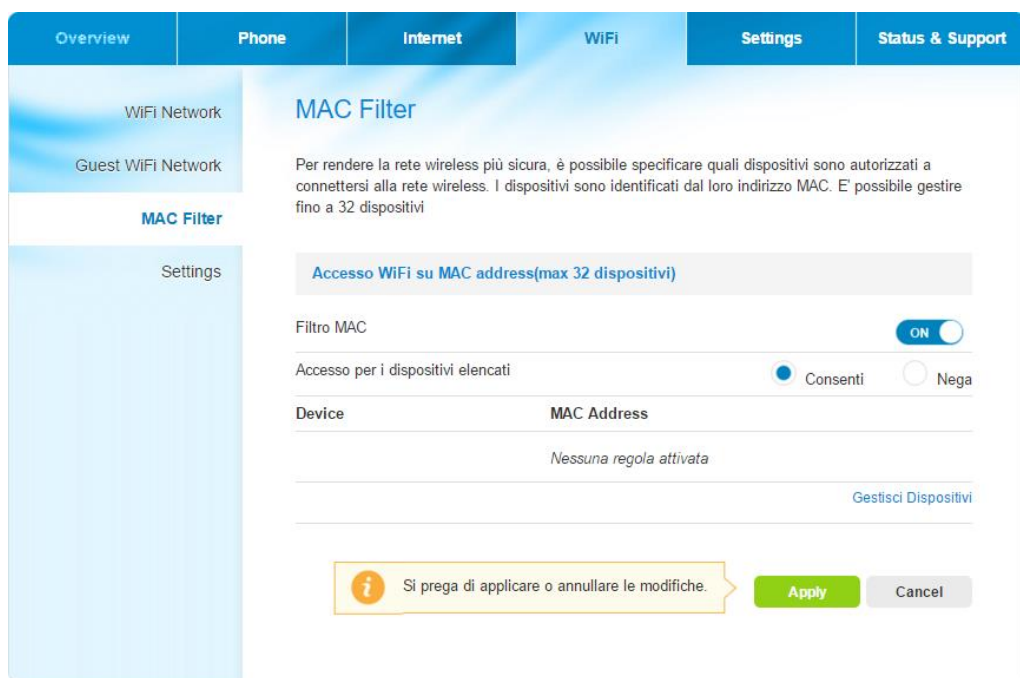 Overview
Phone
Internet
WiFi
Settings
Status & Support
WiFi Network
Guest WiFi Network
MAC Filter
Settings
MAC Filter
Per rendere la rete wireless più sicura, è possibile specificare quali dispositivi sono autorizzati a
connettersi alla rete wireless. I dispositivi sono identificati dal loro indirizzo MAC. E' possibile gestire
fino a 32 dispositivi
Accesso WiFi su MAC address(max 32 dispositivi)
Filtro MAC
ON
Accesso per i dispositivi elencati
Consenti
Nega
Device
MAC Address
Nessuna regola attivata
Gestisci Dispositivi
Si prega di applicare o annullare le modifiche.
Apply
Cancel